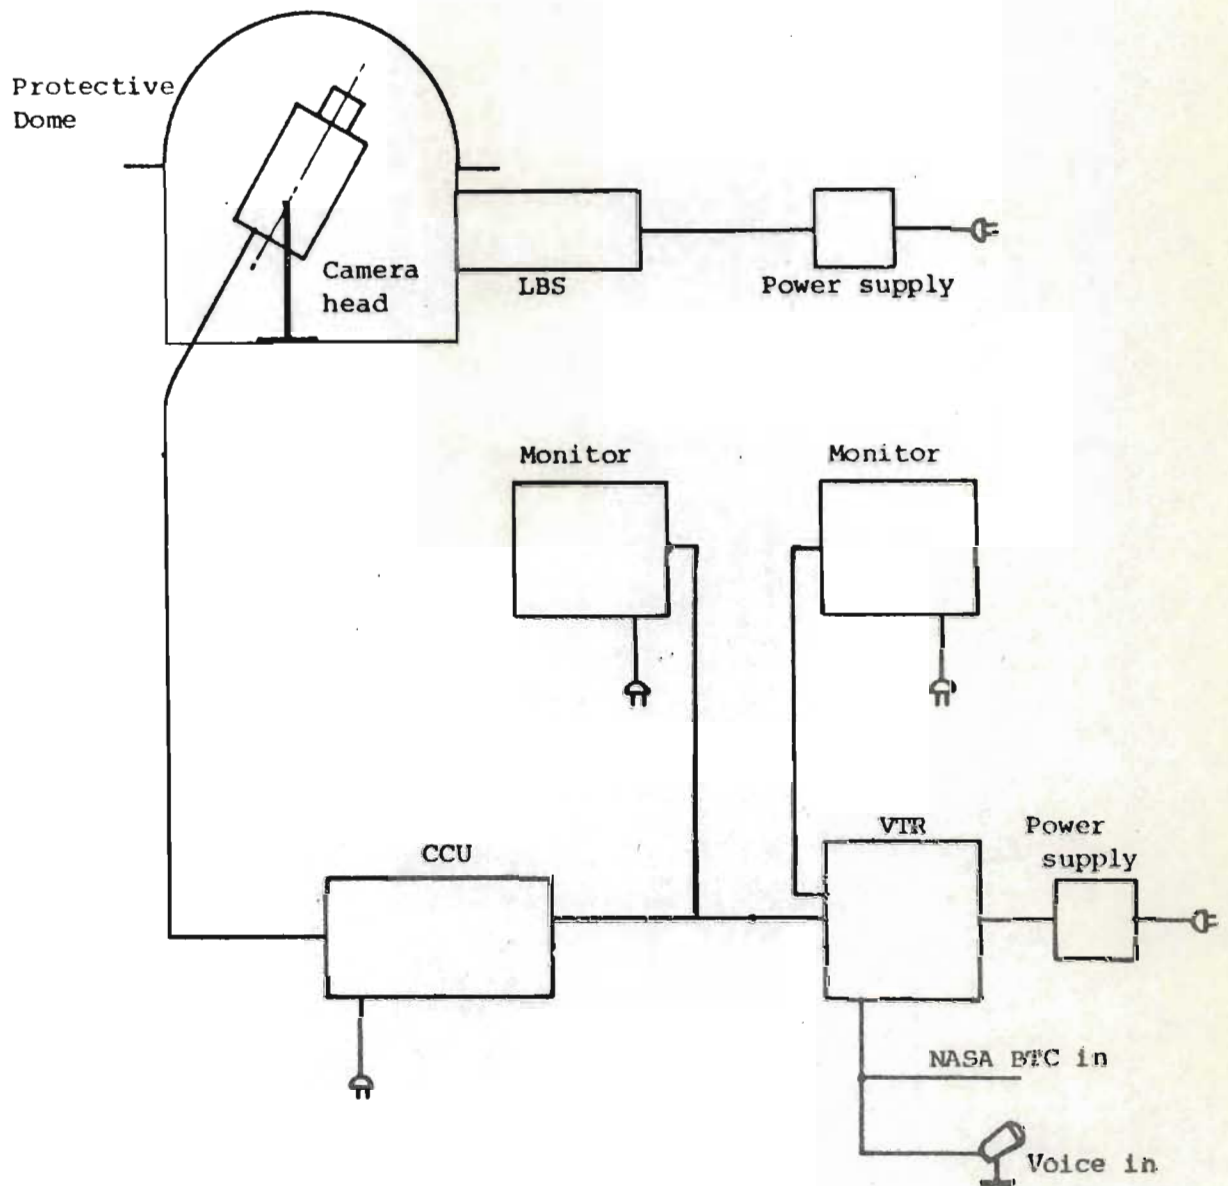 Protective
Dome
Camera
head
LBS
Power supply
Monitor
Monitor
CCU
VTR
Power
supply
NASA BTC in
Voice in